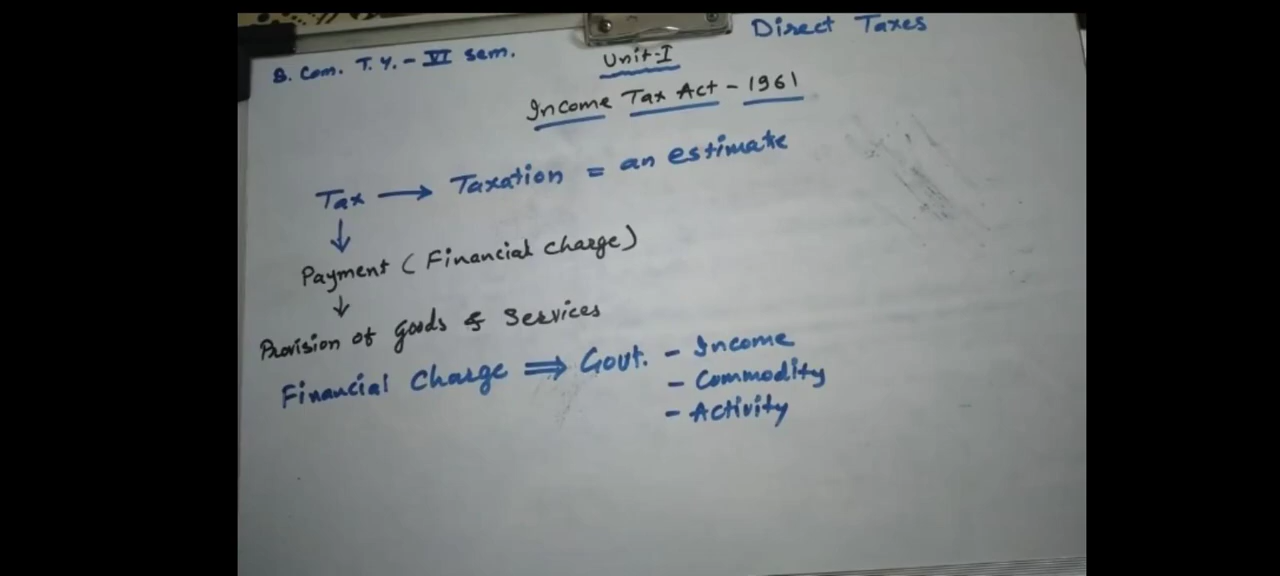 Direct Taxes
B. Com. T.Y. - VI Sem.
Unit-I
Income Tax Act - 1961
Tax → Taxation = an estimate
↓
Payment (Financial charge)
↓
Provision of goods & Services
Financial Charge ⇒ Govt. - Income
- Commodity
- Activity